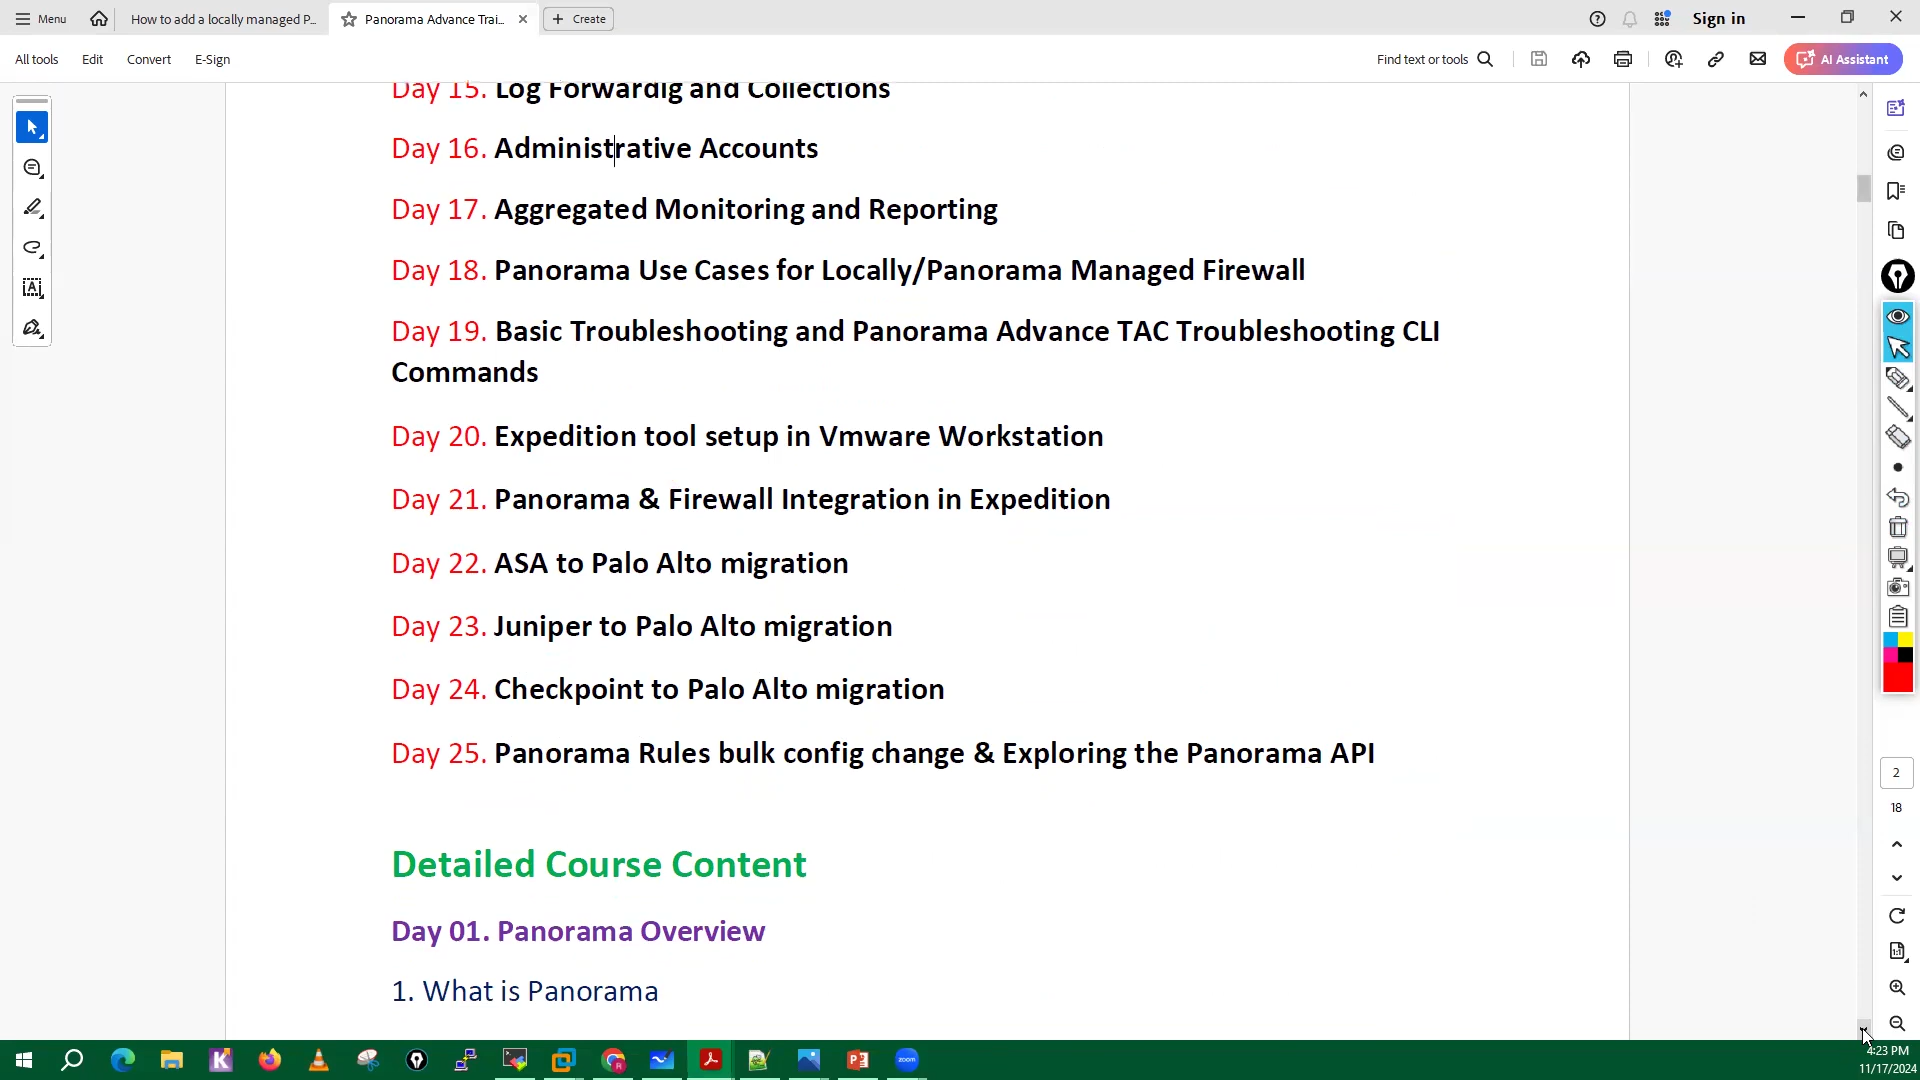 Menu
How to add a locally managed P...
Panorama Advance Trai...
Create
Sign in
All tools
Edit
Convert
E-Sign
Find text or tools
AI Assistant
Day 15. Log Forwardig and Collections
Day 16. Administrative Accounts
Day 17. Aggregated Monitoring and Reporting
Day 18. Panorama Use Cases for Locally/Panorama Managed Firewall
Day 19. Basic Troubleshooting and Panorama Advance TAC Troubleshooting CLI
Commands
Day 20. Expedition tool setup in Vmware Workstation
Day 21. Panorama & Firewall Integration in Expedition
Day 22. ASA to Palo Alto migration
Day 23. Juniper to Palo Alto migration
Day 24. Checkpoint to Palo Alto migration
Day 25. Panorama Rules bulk config change & Exploring the Panorama API
Detailed Course Content
Day 01. Panorama Overview
1. What is Panorama
2
18
zoom
4:23 PM
11/17/2024